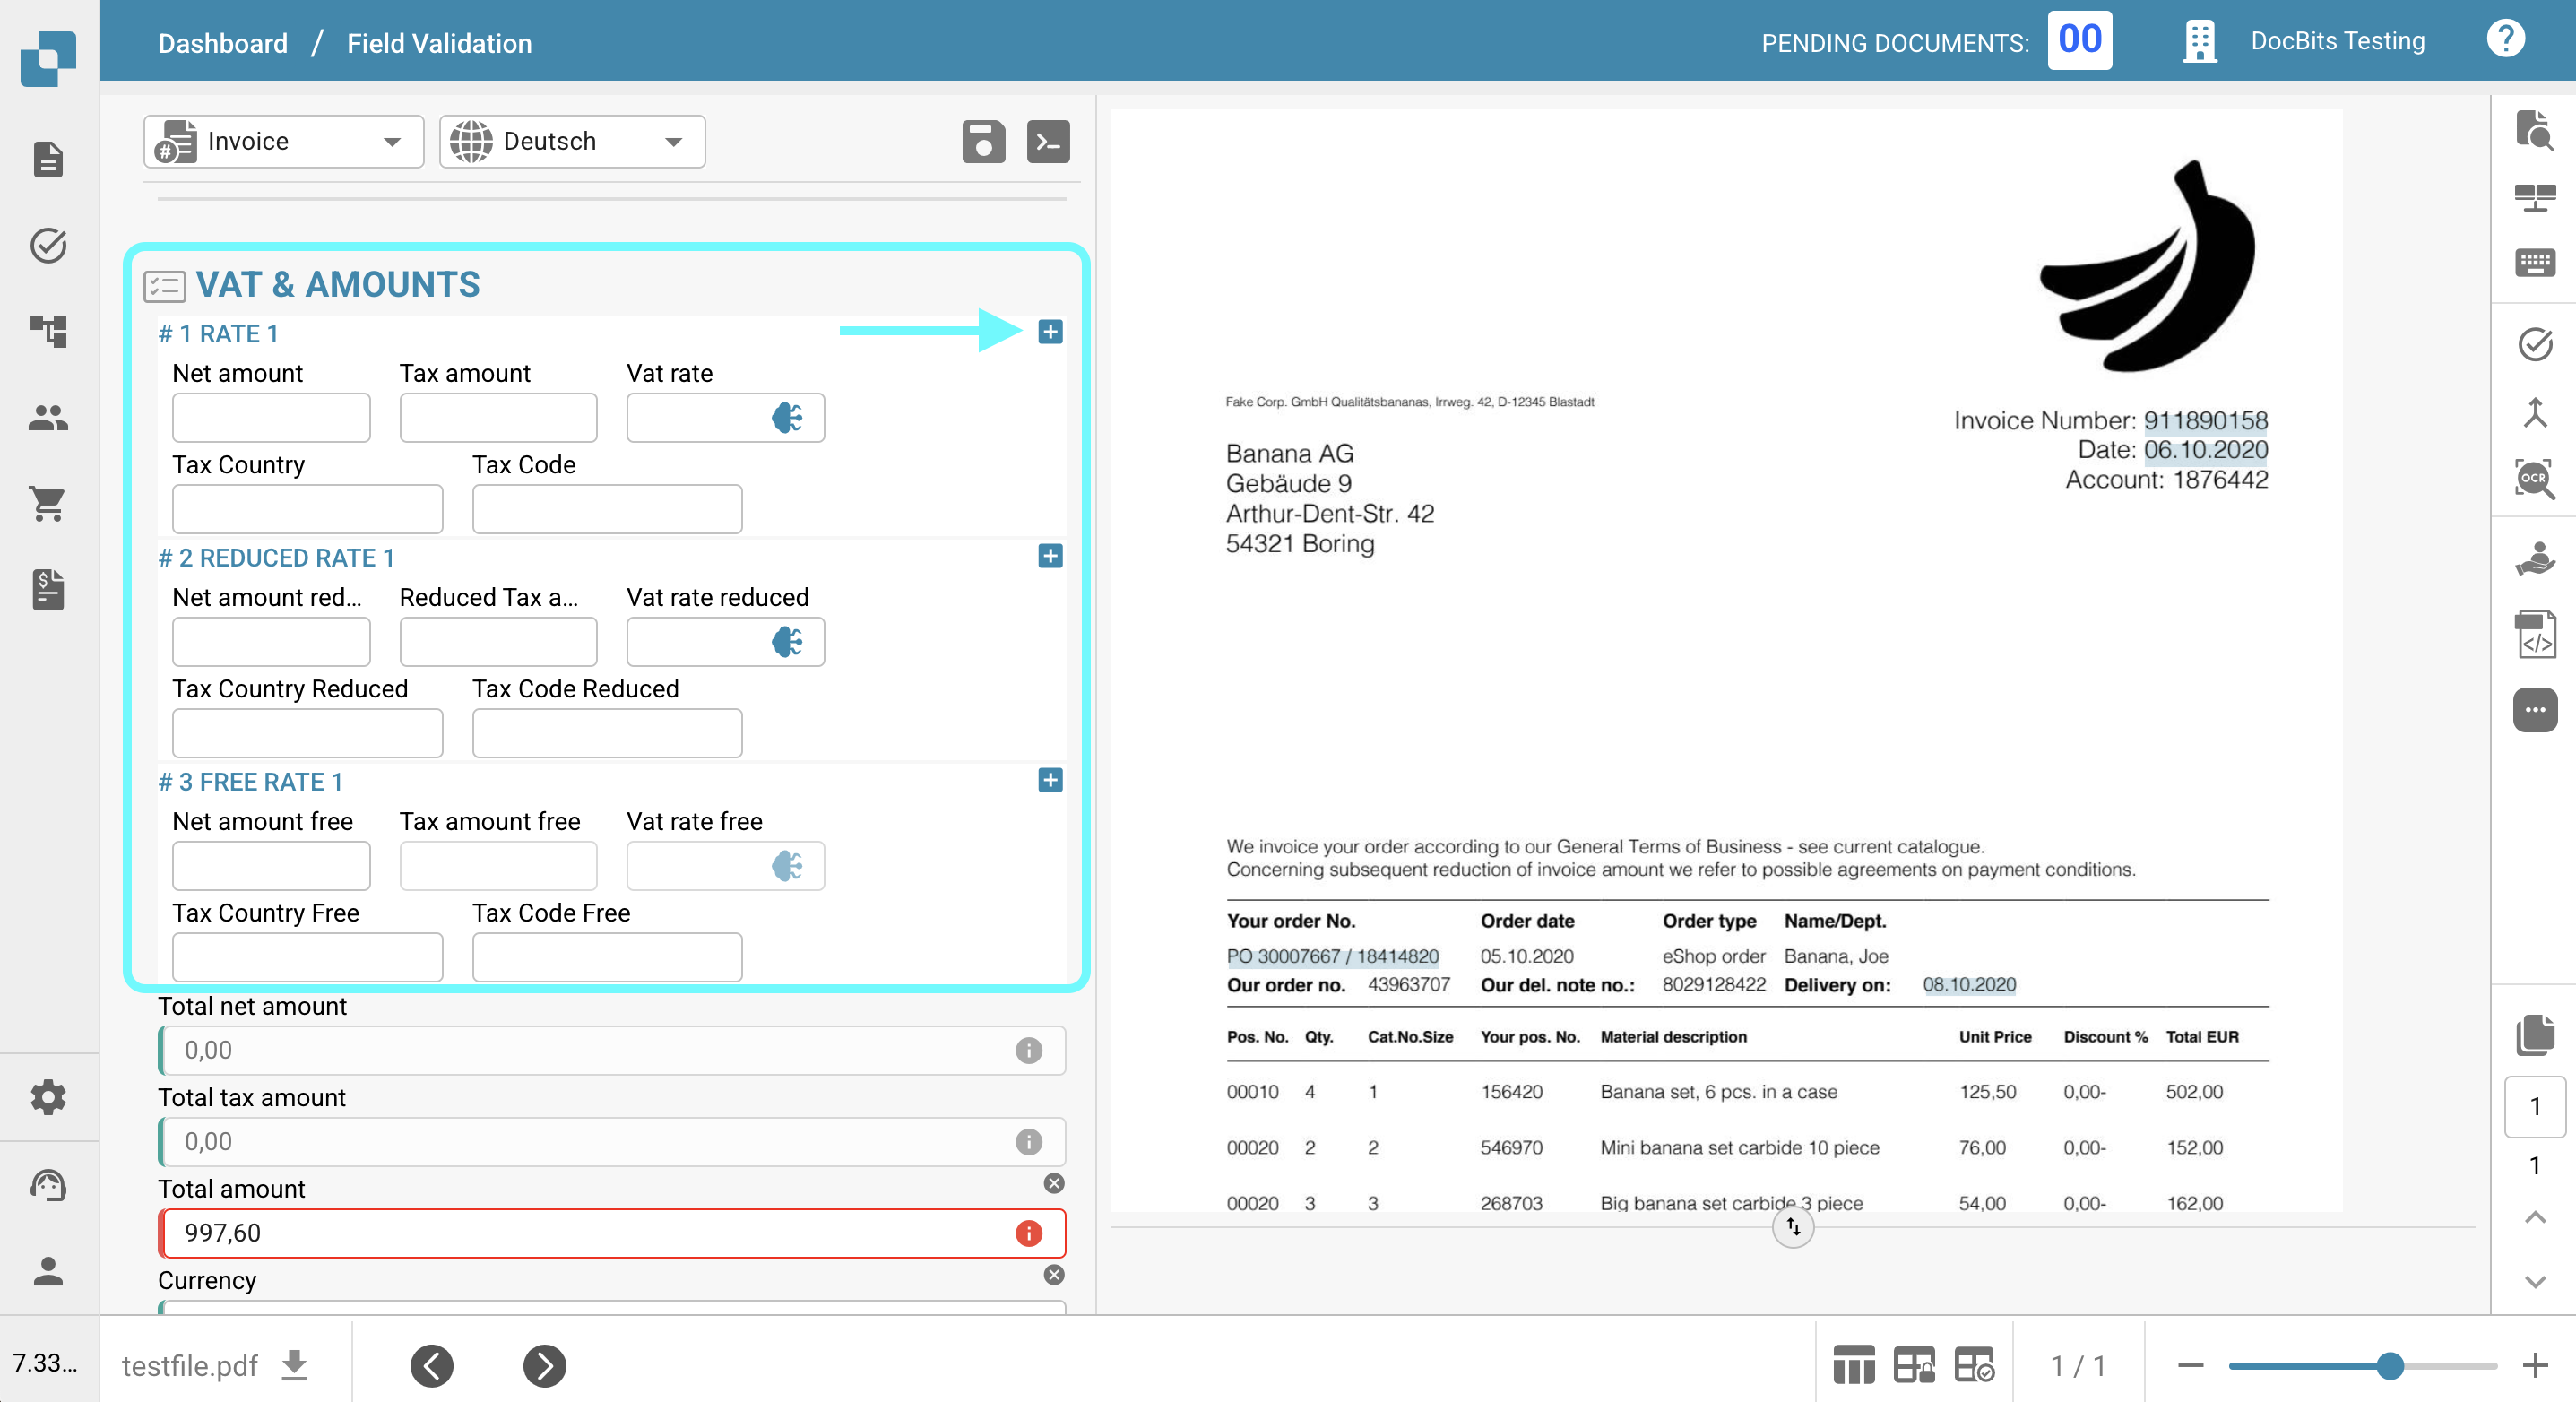 Dashboard / Field Validation
PENDING DOCUMENTS: 00
DocBits Testing
?
Invoice
Deutsch
VAT & AMOUNTS
# 1 RATE 1
Net amount Tax amount Vat rate
Tax Country Tax Code
# 2 REDUCED RATE 1
Net amount red... Reduced Tax a... Vat rate reduced
Tax Country Reduced Tax Code Reduced
# 3 FREE RATE 1
Net amount free Tax amount free Vat rate free
Tax Country Free Tax Code Free
Total net amount
0,00
Total tax amount
0,00
Total amount
997,60
Currency
Fake Corp. GmbH Qualitätsbananas, Irrweg. 42, D-12345 Blastadt
Banana AG
Gebäude 9
Arthur-Dent-Str. 42
54321 Boring
Invoice Number: 911890158
Date: 06.10.2020
Account: 1876442
We invoice your order according to our General Terms of Business - see current catalogue.
Concerning subsequent reduction of invoice amount we refer to possible agreements on payment conditions.
Your order No. Order date Order type Name/Dept.
PO 30007667 / 18414820 05.10.2020 eShop order Banana, Joe
Our order no. 43963707 Our del. note no.: 8029128422 Delivery on: 08.10.2020
Pos. No. Qty. Cat.No.Size Your pos. No. Material description Unit Price Discount % Total EUR
00010 4 1 156420 Banana set, 6 pcs. in a case 125,50 0,00- 502,00
00020 2 2 546970 Mini banana set carbide 10 piece 76,00 0,00- 152,00
00020 3 3 268703 Big banana set carbide 3 piece 54,00 0,00- 162,00
OCR
</>
1
1
7.33...
testfile.pdf
1 / 1